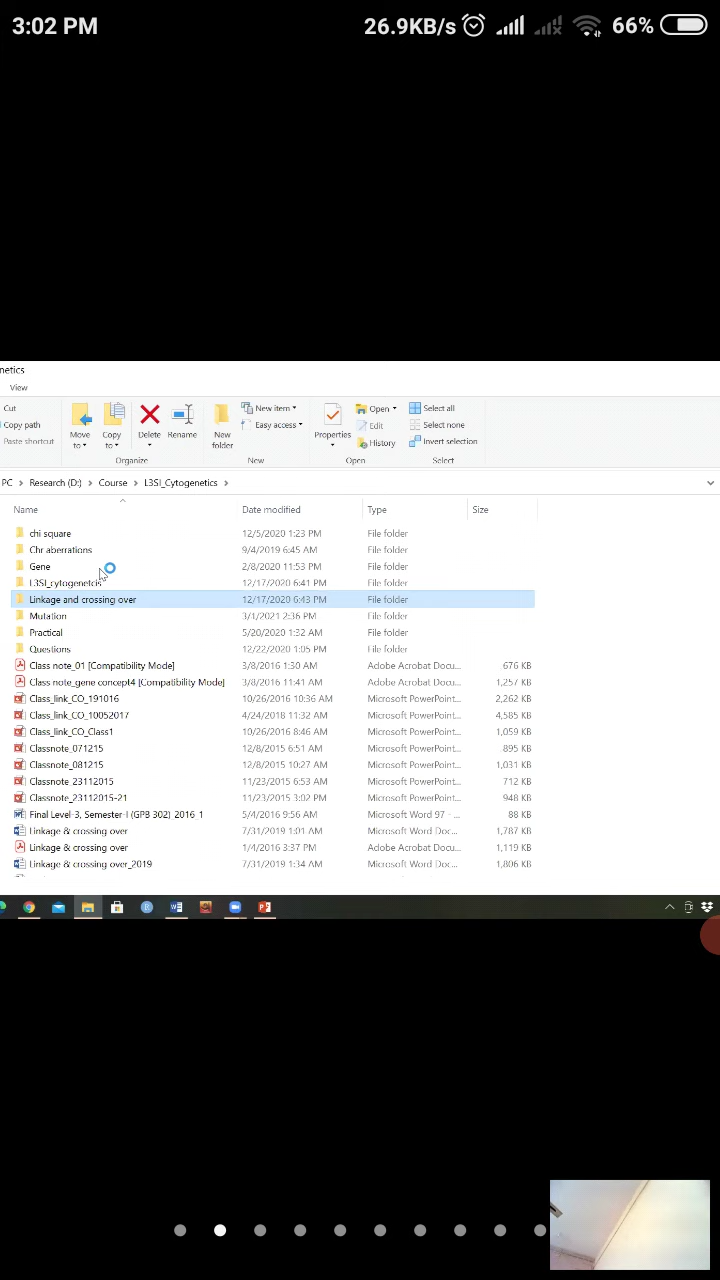 3:02 PM 26.9KB/s 66%
netics
View
Cut
Copy path
Paste shortcut
Move to
Copy to
Delete
Rename
Organize
New folder
New item
Easy access
New
Properties
Open
Edit
History
Open
Select all
Select none
Invert selection
Select
PC > Research (D:) > Course > L3SI_Cytogenetics >
Name Date modified Type Size
chi square 12/5/2020 1:23 PM File folder
Chr aberrations 9/4/2019 6:45 AM File folder
Gene 2/8/2020 11:53 PM File folder
L3SI_cytogenetcis 12/17/2020 6:41 PM File folder
Linkage and crossing over 12/17/2020 6:43 PM File folder
Mutation 3/1/2021 2:36 PM File folder
Practical 5/20/2020 1:32 AM File folder
Questions 12/22/2020 1:05 PM File folder
Class note_01 [Compatibility Mode] 3/8/2016 1:30 AM Adobe Acrobat Docu... 676 KB
Class note_gene concept4 [Compatibility Mode] 3/8/2016 11:41 AM Adobe Acrobat Docu... 1,257 KB
Class_link_CO_191016 10/26/2016 10:36 AM Microsoft PowerPoint... 2,262 KB
Class_link_CO_10052017 4/24/2018 11:32 AM Microsoft PowerPoint... 4,585 KB
Class_link_CO_Class1 10/26/2016 8:46 AM Microsoft PowerPoint... 1,059 KB
Classnote_071215 12/8/2015 6:51 AM Microsoft PowerPoint... 895 KB
Classnote_081215 12/8/2015 10:27 AM Microsoft PowerPoint... 1,031 KB
Classnote_23112015 11/23/2015 6:53 AM Microsoft PowerPoint... 712 KB
Classnote_23112015-21 11/23/2015 3:02 PM Microsoft PowerPoint... 948 KB
Final Level-3, Semester-I (GPB 302) 2016_1 5/4/2016 9:56 AM Microsoft Word 97 - ... 88 KB
Linkage & crossing over 7/31/2019 1:01 AM Microsoft Word Doc... 1,787 KB
Linkage & crossing over 1/4/2016 3:37 PM Adobe Acrobat Docu... 1,119 KB
Linkage & crossing over_2019 7/31/2019 1:34 AM Microsoft Word Doc... 1,806 KB